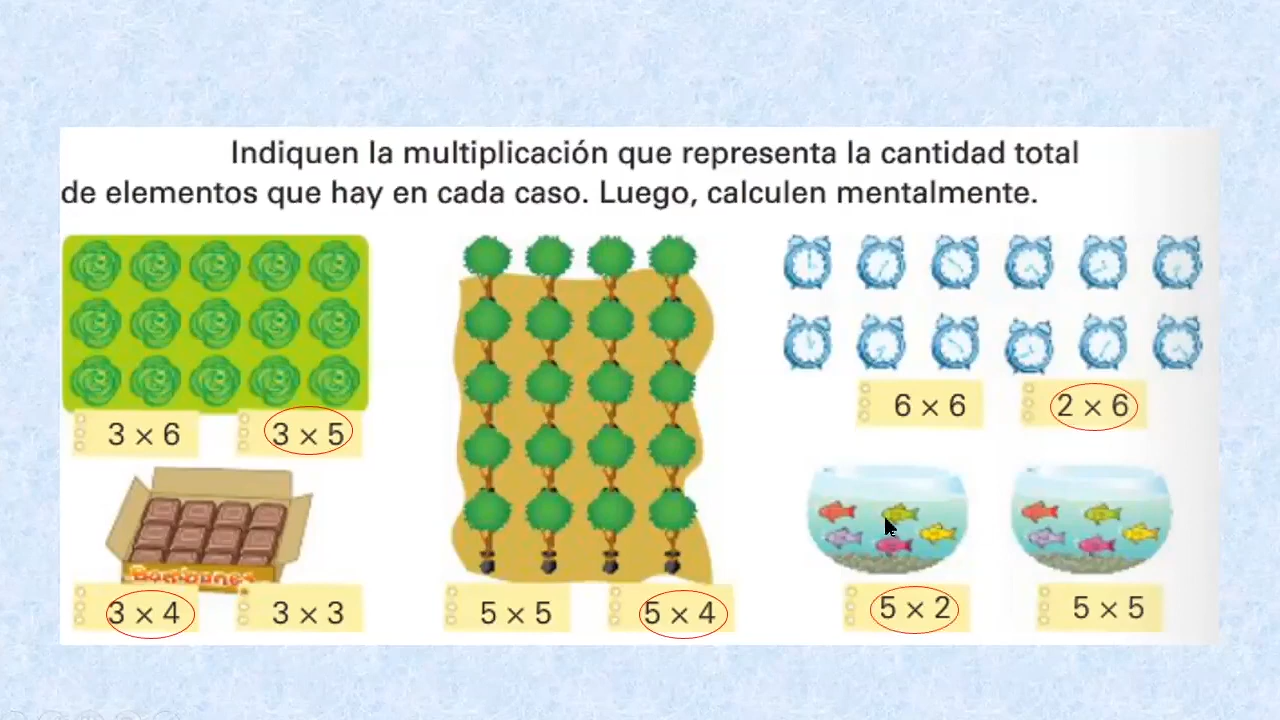 Indiquen la multiplicación que representa la cantidad total
de elementos que hay en cada caso. Luego, calculen mentalmente.
3 × 6
3 × 5
6 × 6
2 × 6
Bombones
3 × 4
3 × 3
5 × 5
5 × 4
5 × 2
5 × 5